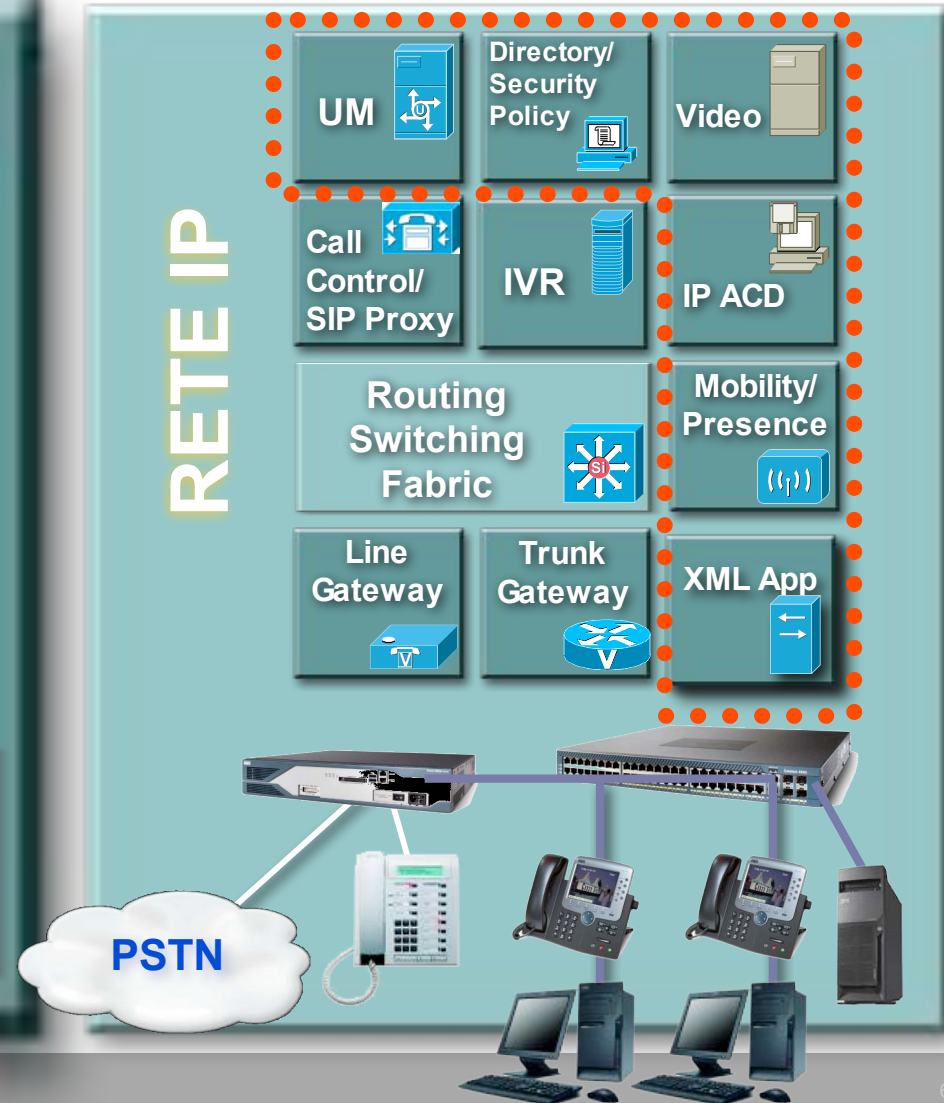 RETE IP
UM
Directory/
Security
Policy
Video
Call
Control/
SIP Proxy
IVR
IP ACD
Routing
Switching
Fabric
Si
Mobility/
Presence
Line
Gateway
V
Trunk
Gateway
V
XML App
PSTN